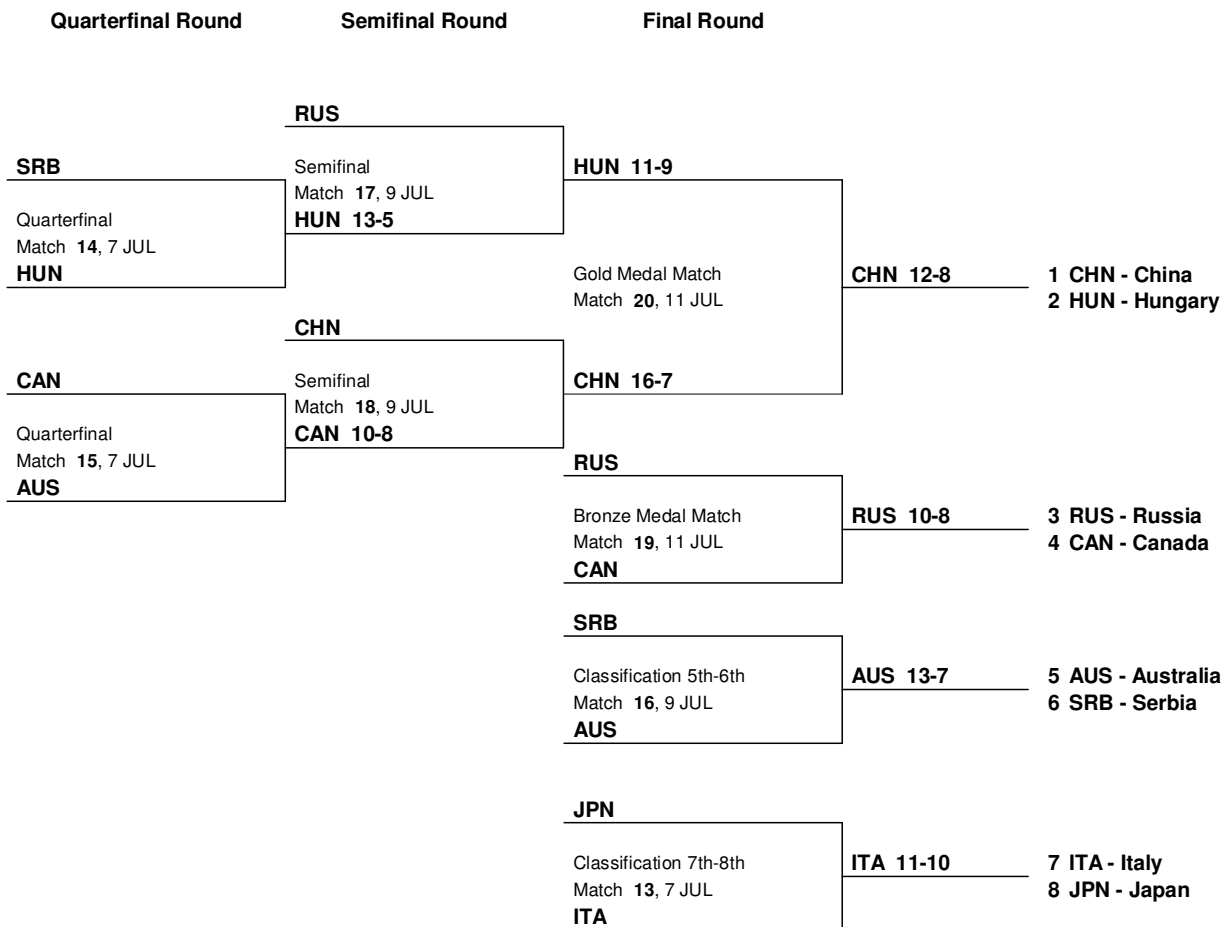 Quarterfinal Round Semifinal Round Final Round
RUS
SRB Semifinal HUN 11-9
Match 17, 9 JUL
Quarterfinal HUN 13-5
Match 14, 7 JUL
HUN Gold Medal Match CHN 12-8 1 CHN - China
Match 20, 11 JUL 2 HUN - Hungary
CHN
CAN Semifinal CHN 16-7
Match 18, 9 JUL
Quarterfinal CAN 10-8
Match 15, 7 JUL RUS
AUS
Bronze Medal Match RUS 10-8 3 RUS - Russia
Match 19, 11 JUL 4 CAN - Canada
CAN
SRB
Classification 5th-6th AUS 13-7 5 AUS - Australia
Match 16, 9 JUL 6 SRB - Serbia
AUS
JPN
Classification 7th-8th ITA 11-10 7 ITA - Italy
Match 13, 7 JUL 8 JPN - Japan
ITA